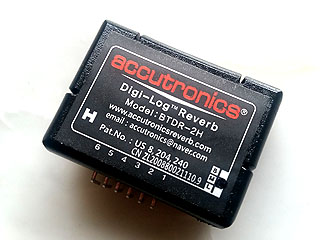 accutronics®
Digi-Log™ Reverb
Model: BTDR-2H
www.accutronicsreverb.com
email : accutronics@naver.com
H
Pat.No. : US 8,204,240
CN ZL200880021110.9
6 5 4 3 2 1